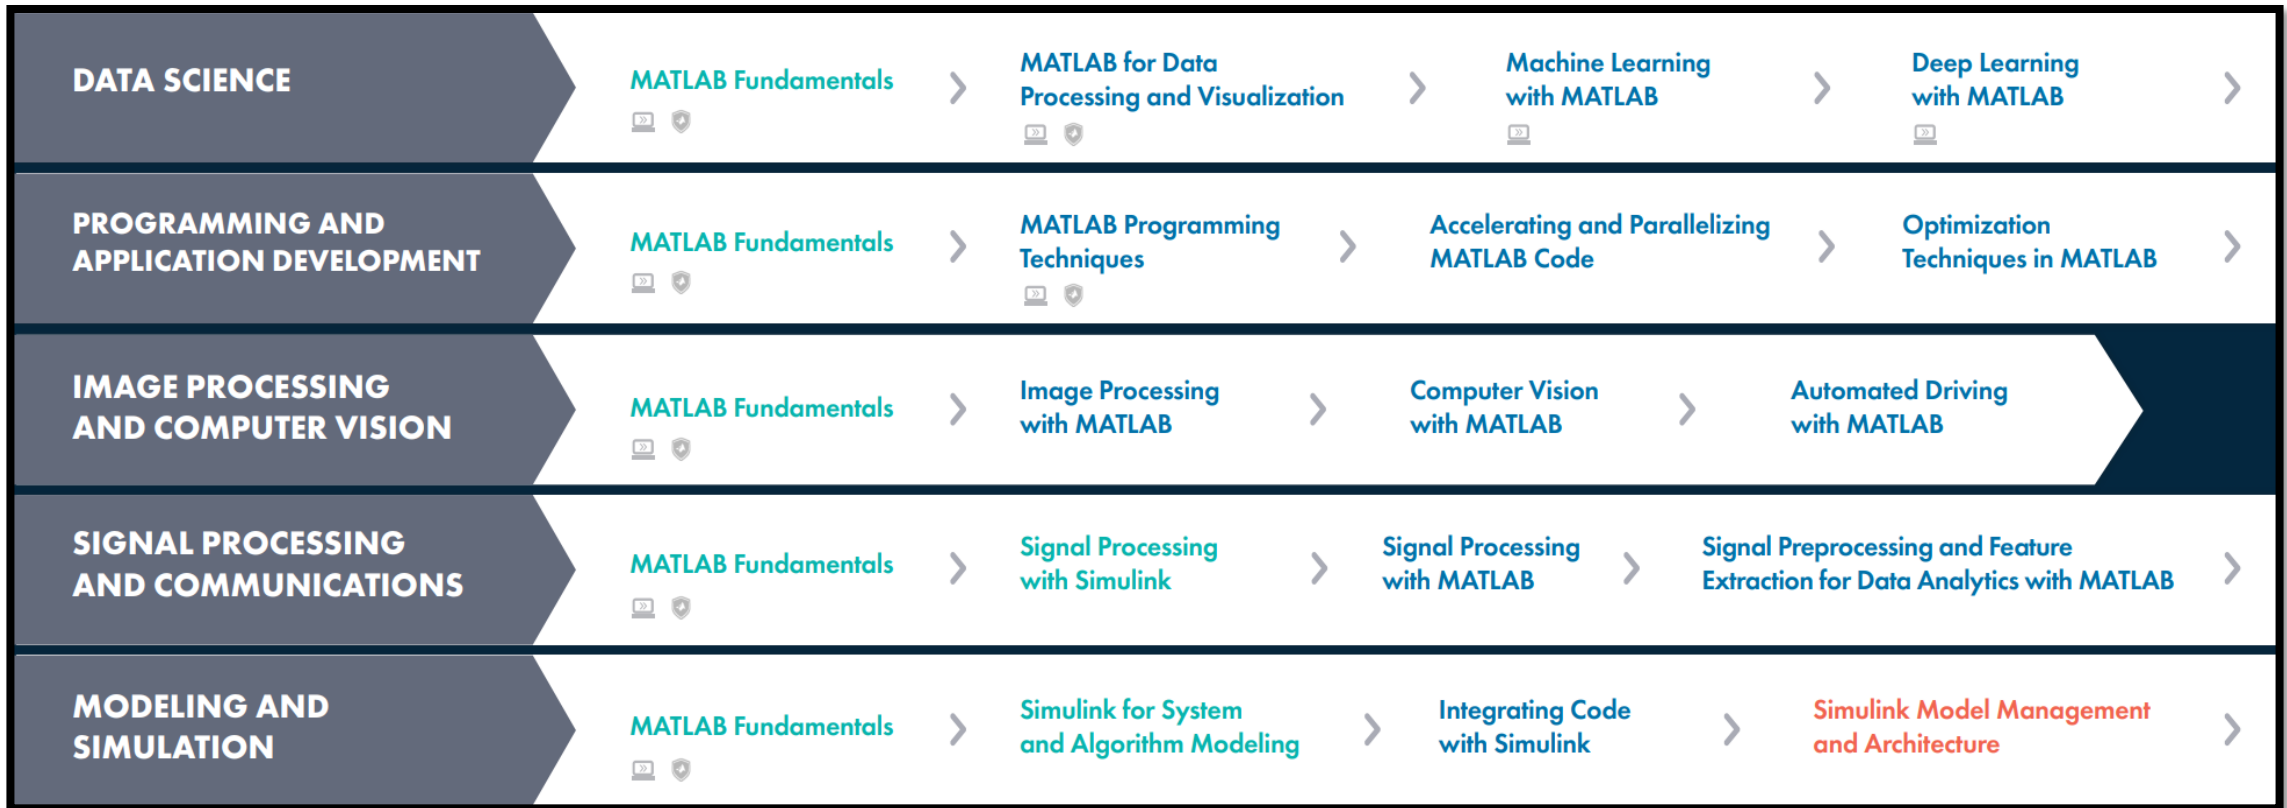 DATA SCIENCE
MATLAB Fundamentals
MATLAB for Data
Processing and Visualization
Machine Learning
with MATLAB
Deep Learning
with MATLAB
PROGRAMMING AND
APPLICATION DEVELOPMENT
MATLAB Fundamentals
MATLAB Programming
Techniques
Accelerating and Parallelizing
MATLAB Code
Optimization
Techniques in MATLAB
IMAGE PROCESSING
AND COMPUTER VISION
MATLAB Fundamentals
Image Processing
with MATLAB
Computer Vision
with MATLAB
Automated Driving
with MATLAB
SIGNAL PROCESSING
AND COMMUNICATIONS
MATLAB Fundamentals
Signal Processing
with Simulink
Signal Processing
with MATLAB
Signal Preprocessing and Feature
Extraction for Data Analytics with MATLAB
MODELING AND
SIMULATION
MATLAB Fundamentals
Simulink for System
and Algorithm Modeling
Integrating Code
with Simulink
Simulink Model Management
and Architecture